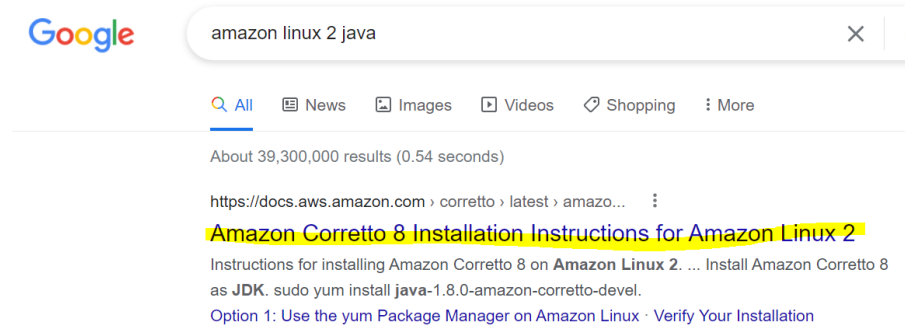 Google
amazon linux 2 java
All News Images Videos Shopping More
About 39,300,000 results (0.54 seconds)
https://docs.aws.amazon.com › corretto › latest › amazo...
Amazon Corretto 8 Installation Instructions for Amazon Linux 2
Instructions for installing Amazon Corretto 8 on Amazon Linux 2. ... Install Amazon Corretto 8
as JDK. sudo yum install java-1.8.0-amazon-corretto-devel.
Option 1: Use the yum Package Manager on Amazon Linux · Verify Your Installation